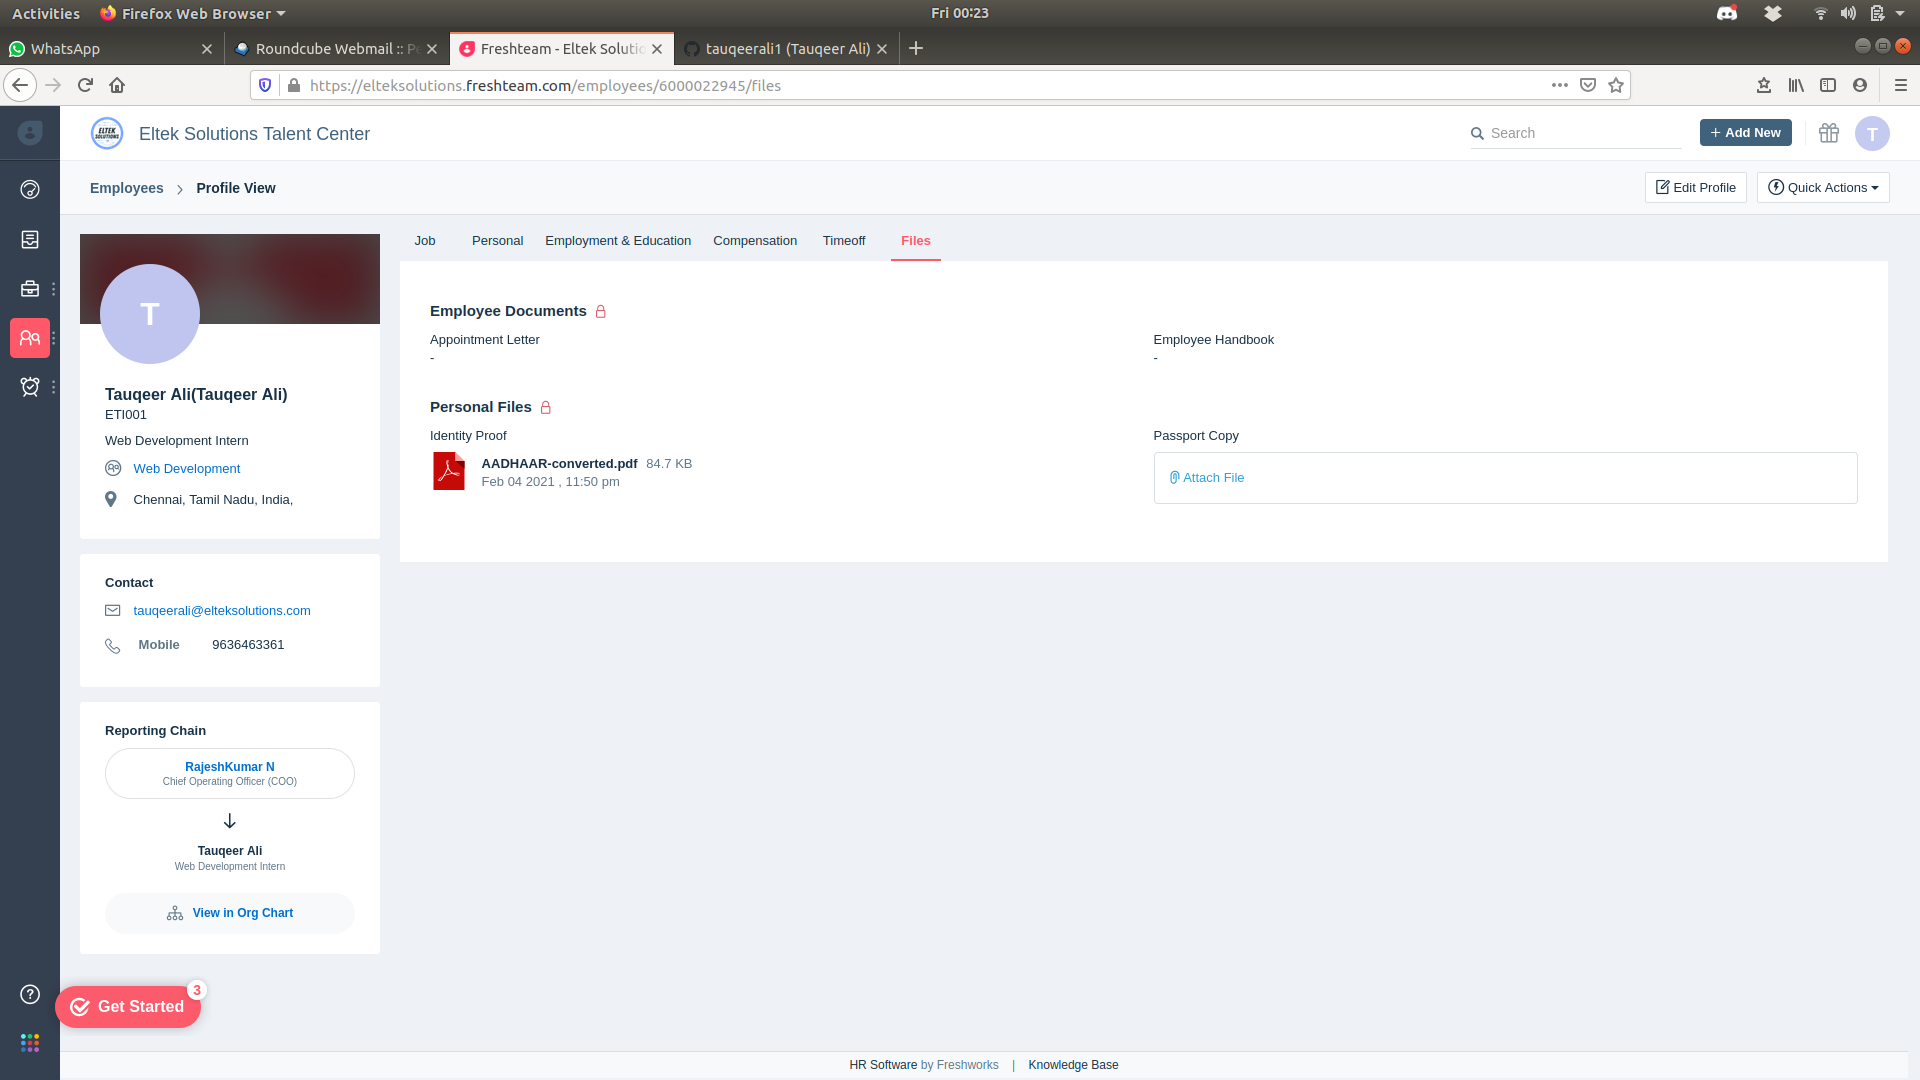 Activities
Firefox Web Browser
Fri 00:23
WhatsApp
Roundcube Webmail :: P
Freshteam - Eltek Solutio
tauqeerali1 (Tauqeer Ali)
https://elteksolutions.freshteam.com/employees/6000022945/files
ELTEK
SOLUTIONS
Eltek Solutions Talent Center
Search
+ Add New
T
Employees > Profile View
Edit Profile
Quick Actions
Job
Personal
Employment & Education
Compensation
Timeoff
Files
T
Tauqeer Ali(Tauqeer Ali)
ETI001
Web Development Intern
Web Development
Chennai, Tamil Nadu, India,
Contact
tauqeerali@elteksolutions.com
Mobile 9636463361
Reporting Chain
RajeshKumar N
Chief Operating Officer (COO)
Tauqeer Ali
Web Development Intern
View in Org Chart
Employee Documents
Appointment Letter
-
Employee Handbook
-
Personal Files
Identity Proof
AADHAAR-converted.pdf 84.7 KB
Feb 04 2021 , 11:50 pm
Passport Copy
Attach File
?
Get Started
3
HR Software by Freshworks | Knowledge Base